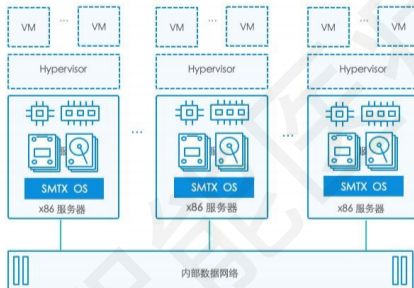 VM ... VM VM ... VM VM ... VM
Hypervisor Hypervisor Hypervisor
... ...
SMTX OS SMTX OS SMTX OS
x86 服务器 x86 服务器 x86 服务器
内部数据网络